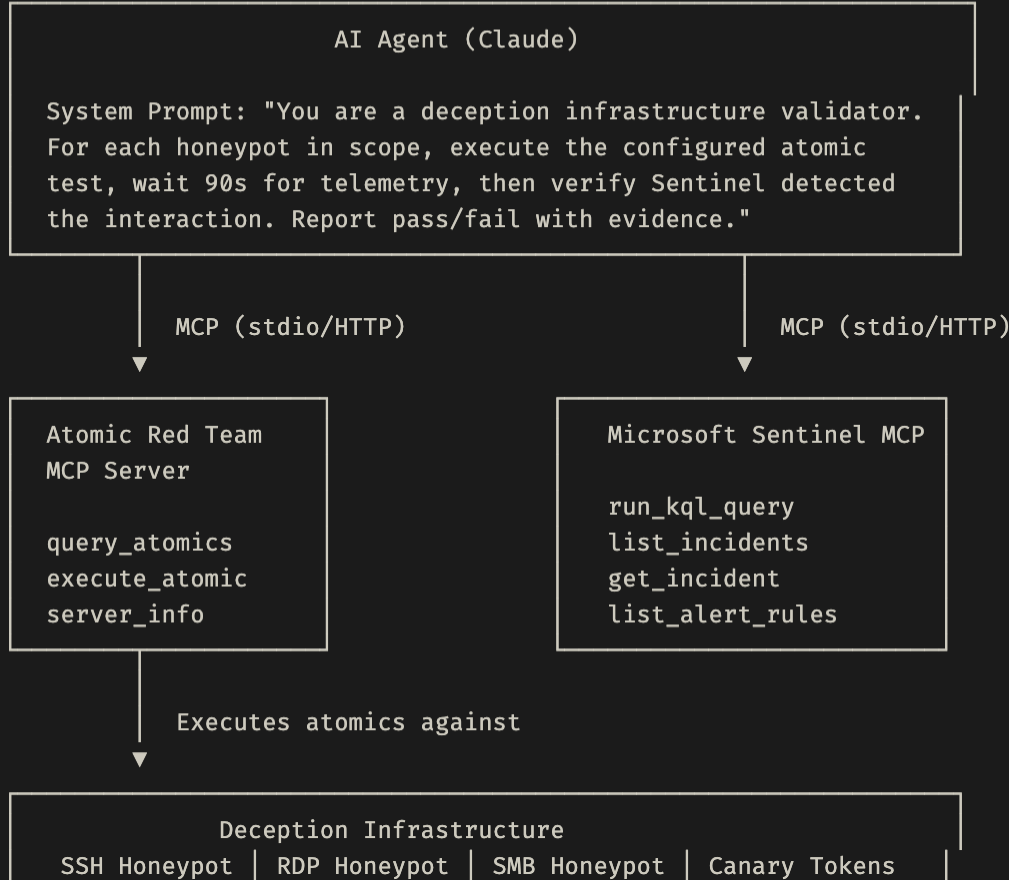 AI Agent (Claude)
System Prompt: "You are a deception infrastructure validator.
For each honeypot in scope, execute the configured atomic
test, wait 90s for telemetry, then verify Sentinel detected
the interaction. Report pass/fail with evidence."
MCP (stdio/HTTP)
MCP (stdio/HTTP)
Atomic Red Team
MCP Server
query_atomics
execute_atomic
server_info
Microsoft Sentinel MCP
run_kql_query
list_incidents
get_incident
list_alert_rules
Executes atomics against
Deception Infrastructure
SSH Honeypot │ RDP Honeypot │ SMB Honeypot │ Canary Tokens